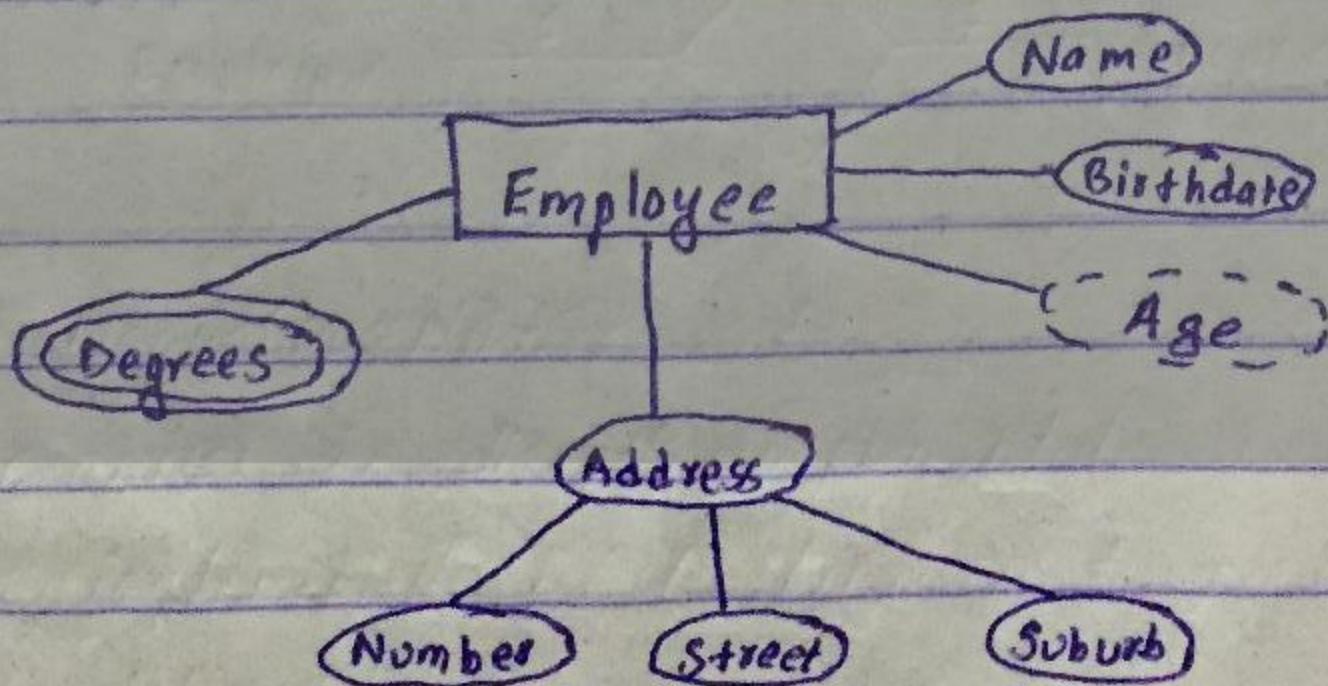 Name
Employee
Birthdate
Age
Degrees
Address
Number
Street
Suburb